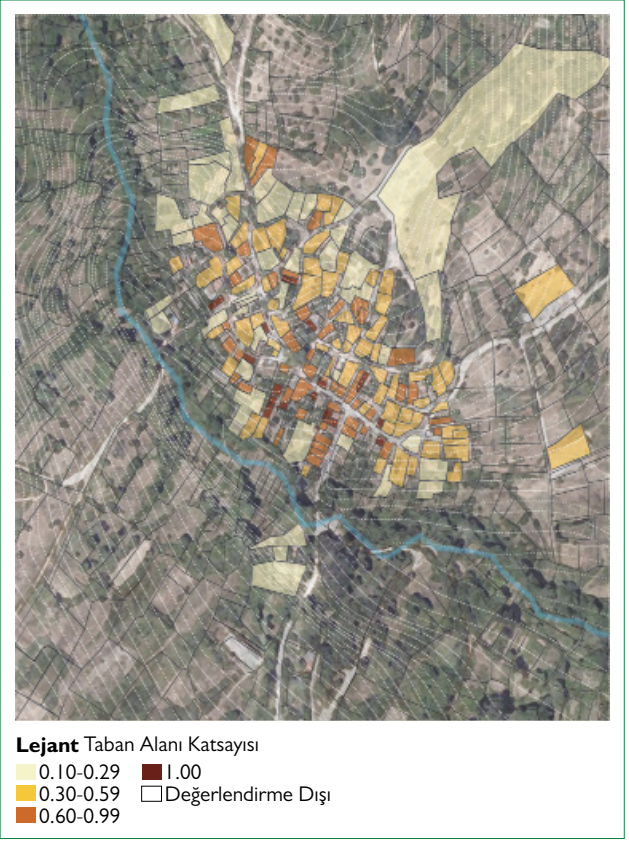 Lejant Taban Alanı Katsayısı
0.10-0.29
1.00
0.30-0.59
Değerlendirme Dışı
0.60-0.99